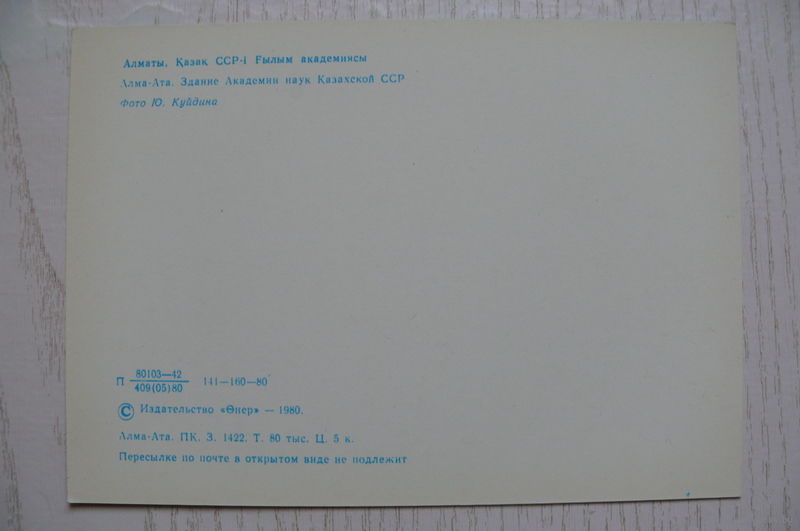 Алматы. Қазақ ССР-і Ғылым академиясы
Алма-Ата. Здание Академии наук Казахской ССР
Фото Ю. Куйдина
П 80103—42
409(05)80 141—160—80
© Издательство «Өнер» — 1980.
Алма-Ата. ПК. З. 1422. Т. 80 тыс. Ц. 5 к.
Пересылке по почте в открытом виде не подлежит